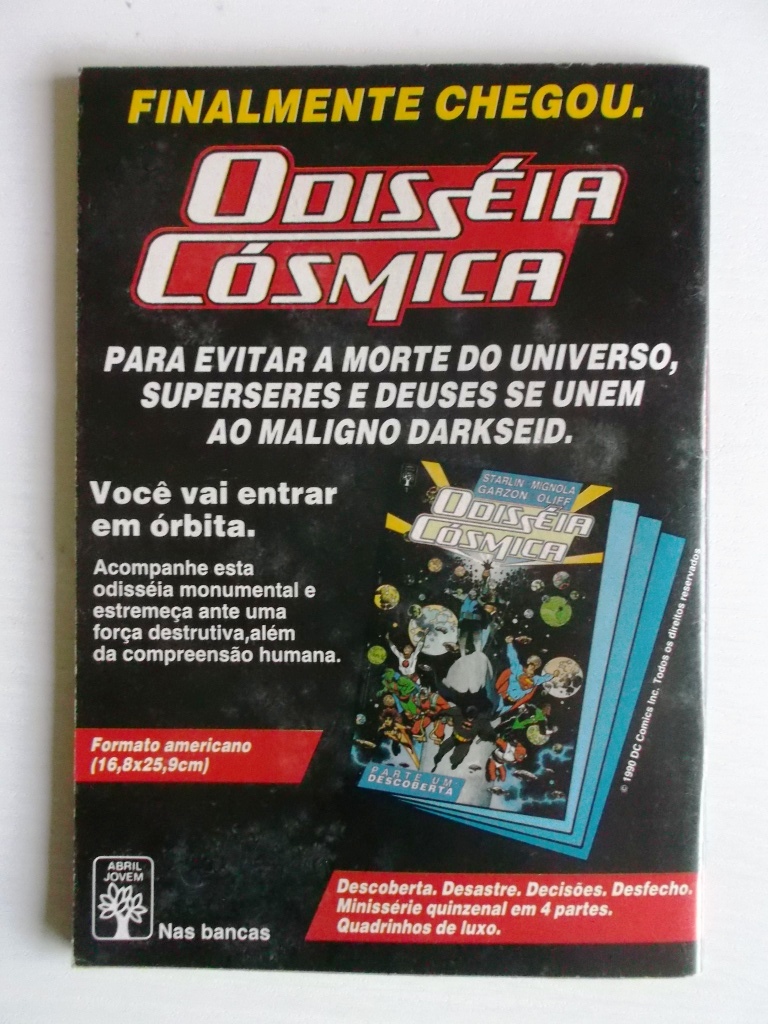 FINALMENTE CHEGOU.
ODISSÉIA
CÓSMICA
PARA EVITAR A MORTE DO UNIVERSO,
SUPERSERES E DEUSES SE UNEM
AO MALIGNO DARKSEID.
Você vai entrar
em órbita.
Acompanhe esta
odisséia monumental e
estremeça ante uma
força destrutiva,além
da compreensão humana.
STARLIN MIGNOLA
GARZON OLIFF
ODISSÉIA
CÓSMICA
PARTE UM:
DESCOBERTA
© 1990 DC Comics Inc. Todos os direitos reservados
Formato americano
(16,8x25,9cm)
ABRIL
JOVEM
Nas bancas
Descoberta. Desastre. Decisões. Desfecho.
Minissérie quinzenal em 4 partes.
Quadrinhos de luxo.